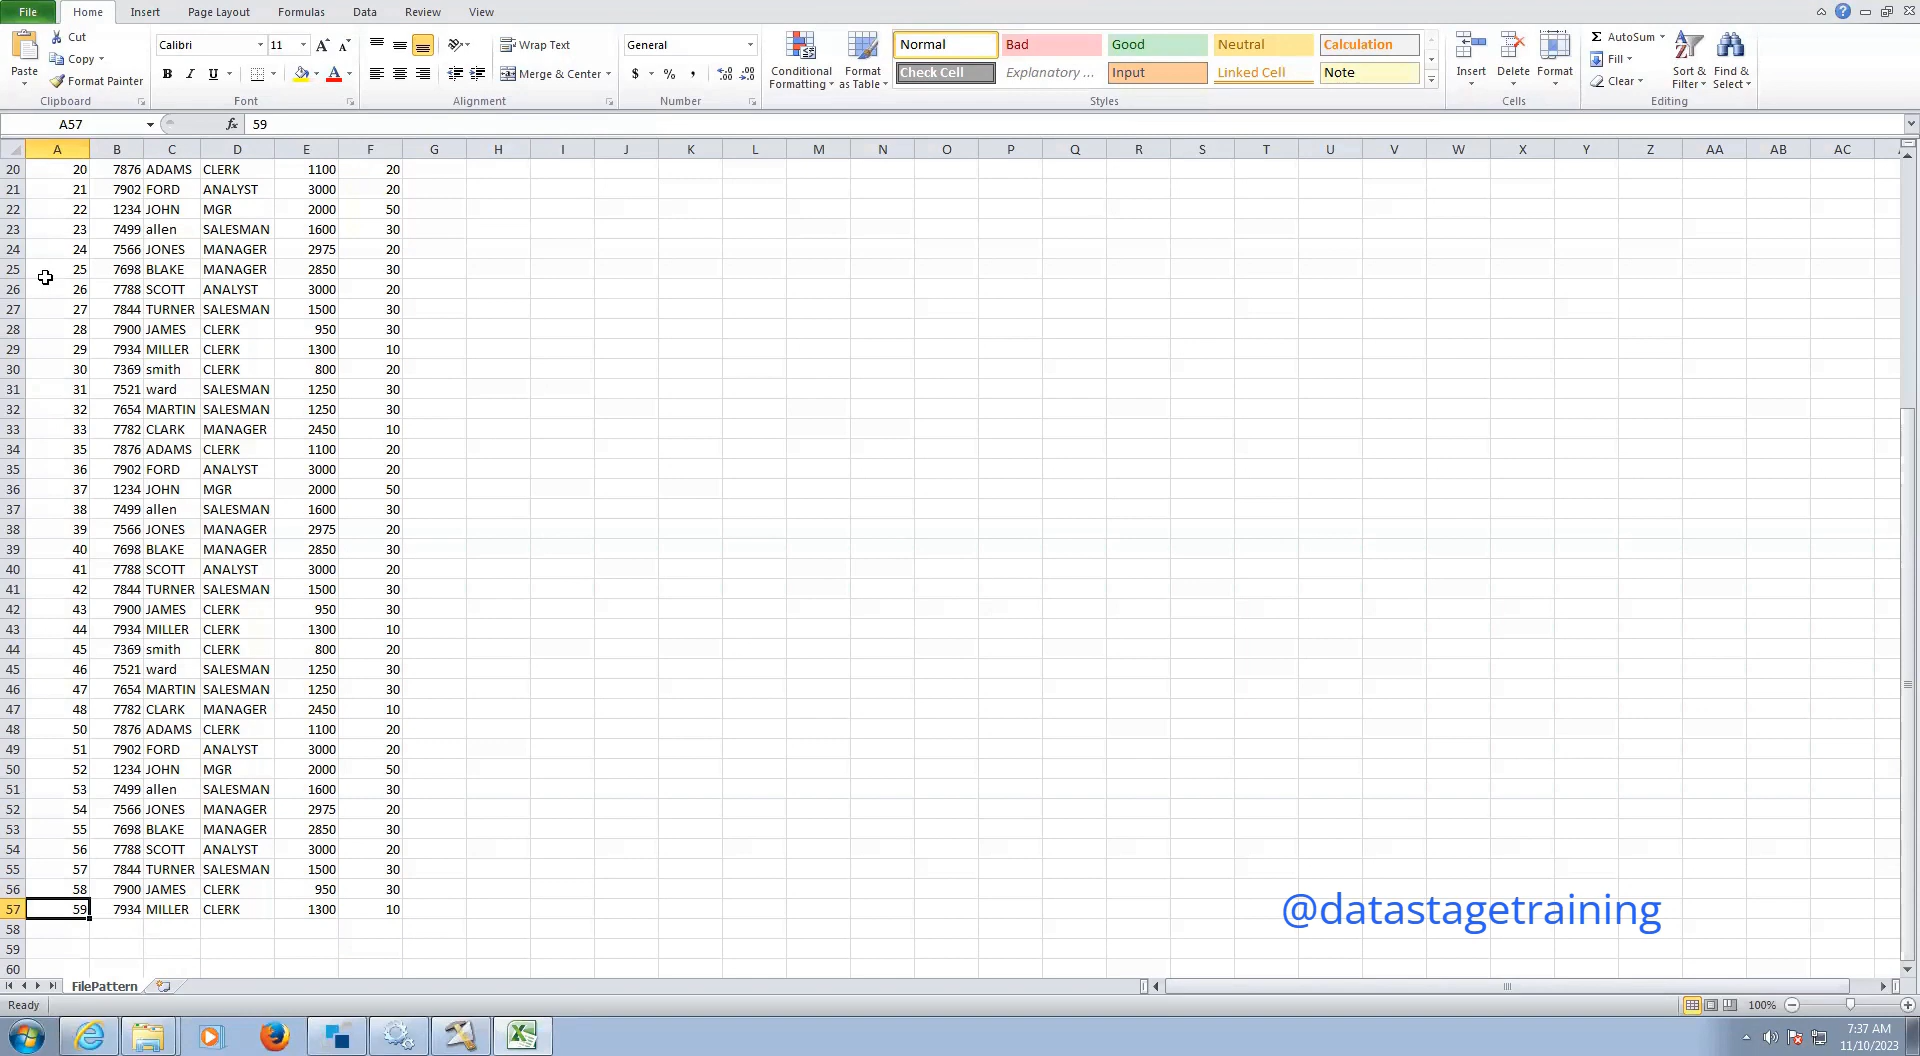 File Home Insert Page Layout Formulas Data Review View
Cut
Copy
Format Painter
Paste
Clipboard
Calibri 11
B I U
Font
Wrap Text
Merge & Center
Alignment
General
$ % ,
Number
Conditional Formatting
Format as Table
Normal Bad Good Neutral Calculation
Check Cell Explanatory ... Input Linked Cell Note
Styles
Insert Delete Format
Cells
AutoSum
Fill
Clear
Sort & Filter
Find & Select
Editing
A57 fx 59
A B C D E F G H I J K L M N O P Q R S T U V W X Y Z AA AB AC
20 20 7876 ADAMS CLERK 1100 20
21 21 7902 FORD ANALYST 3000 20
22 22 1234 JOHN MGR 2000 50
23 23 7499 allen SALESMAN 1600 30
24 24 7566 JONES MANAGER 2975 20
25 25 7698 BLAKE MANAGER 2850 30
26 26 7788 SCOTT ANALYST 3000 20
27 27 7844 TURNER SALESMAN 1500 30
28 28 7900 JAMES CLERK 950 30
29 29 7934 MILLER CLERK 1300 10
30 30 7369 smith CLERK 800 20
31 31 7521 ward SALESMAN 1250 30
32 32 7654 MARTIN SALESMAN 1250 30
33 33 7782 CLARK MANAGER 2450 10
34 35 7876 ADAMS CLERK 1100 20
35 36 7902 FORD ANALYST 3000 20
36 37 1234 JOHN MGR 2000 50
37 38 7499 allen SALESMAN 1600 30
38 39 7566 JONES MANAGER 2975 20
39 40 7698 BLAKE MANAGER 2850 30
40 41 7788 SCOTT ANALYST 3000 20
41 42 7844 TURNER SALESMAN 1500 30
42 43 7900 JAMES CLERK 950 30
43 44 7934 MILLER CLERK 1300 10
44 45 7369 smith CLERK 800 20
45 46 7521 ward SALESMAN 1250 30
46 47 7654 MARTIN SALESMAN 1250 30
47 48 7782 CLARK MANAGER 2450 10
48 50 7876 ADAMS CLERK 1100 20
49 51 7902 FORD ANALYST 3000 20
50 52 1234 JOHN MGR 2000 50
51 53 7499 allen SALESMAN 1600 30
52 54 7566 JONES MANAGER 2975 20
53 55 7698 BLAKE MANAGER 2850 30
54 56 7788 SCOTT ANALYST 3000 20
55 57 7844 TURNER SALESMAN 1500 30
56 58 7900 JAMES CLERK 950 30
57 59 7934 MILLER CLERK 1300 10
58
59
60
@datastagetraining
FilePattern
Ready 100%
7:37 AM
11/10/2023